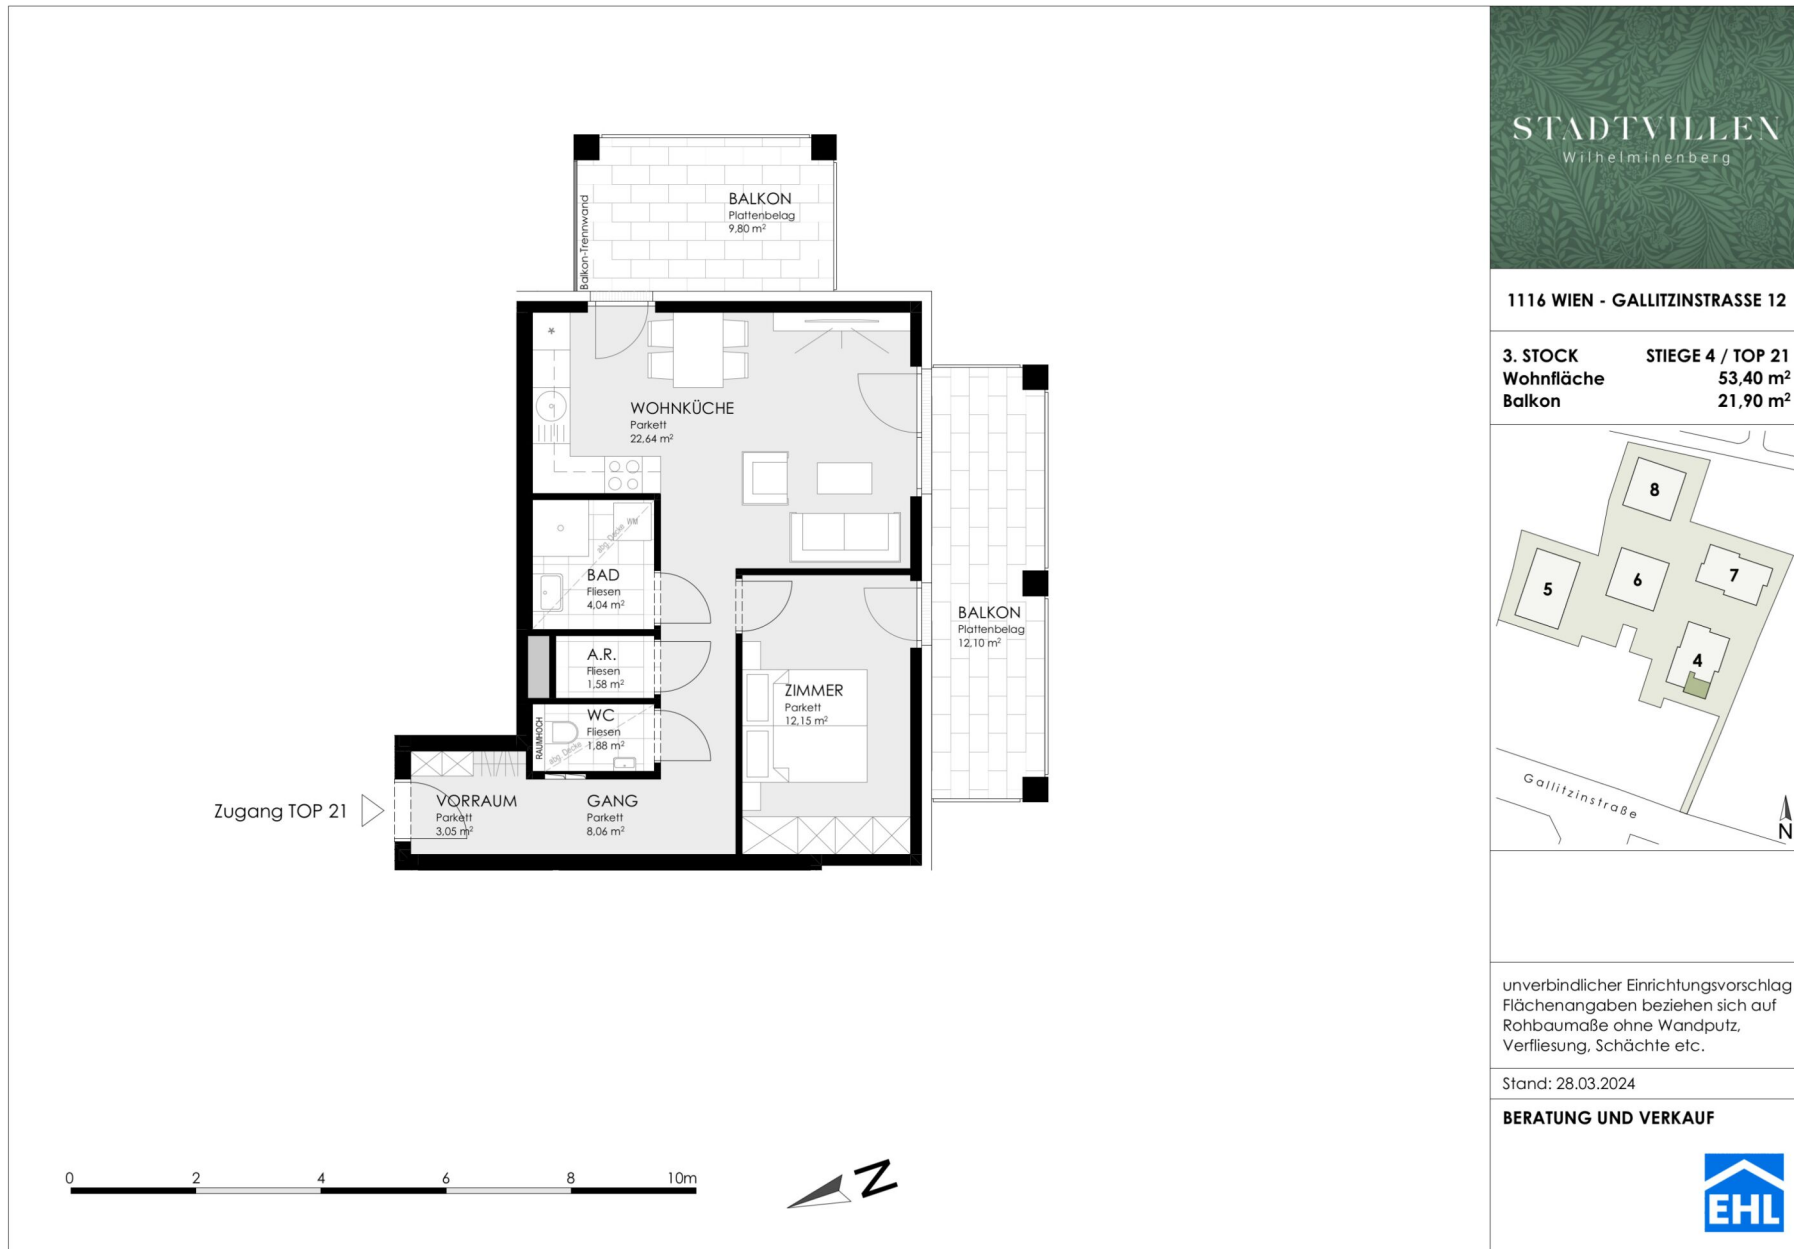 BALKON
Plattenbelag
9,80 m²
Balkon-Trennwand
WOHNKÜCHE
Parkett
22,64 m²
WM
abg. Decke
BAD
Fliesen
4,04 m²
A.R.
Fliesen
1,58 m²
WC
Fliesen
1,88 m²
RAUMHOCH
abg. Decke
ZIMMER
Parkett
12,15 m²
BALKON
Plattenbelag
12,10 m²
Zugang TOP 21
VORRAUM
Parkett
3,05 m²
GANG
Parkett
8,06 m²
0 2 4 6 8 10m
N
STADTVILLEN
Wilhelminenberg
1116 WIEN - GALLITZINSTRASSE 12
3. STOCK STIEGE 4 / TOP 21
Wohnfläche 53,40 m²
Balkon 21,90 m²
8
5
6
7
4
Gallitzinstraße
N
unverbindlicher Einrichtungsvorschlag
Flächenangaben beziehen sich auf
Rohbaumaße ohne Wandputz,
Verfliesung, Schächte etc.
Stand: 28.03.2024
BERATUNG UND VERKAUF
EHL